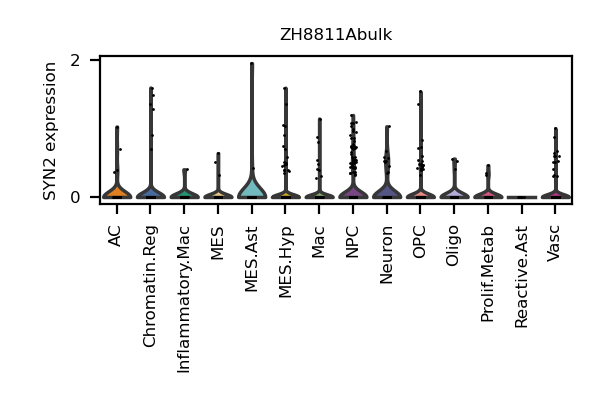 ZH8811Abulk
SYN2 expression
2
0
AC
Chromatin.Reg
Inflammatory.Mac
MES
MES.Ast
MES.Hyp
Mac
NPC
Neuron
OPC
Oligo
Prolif.Metab
Reactive.Ast
Vasc